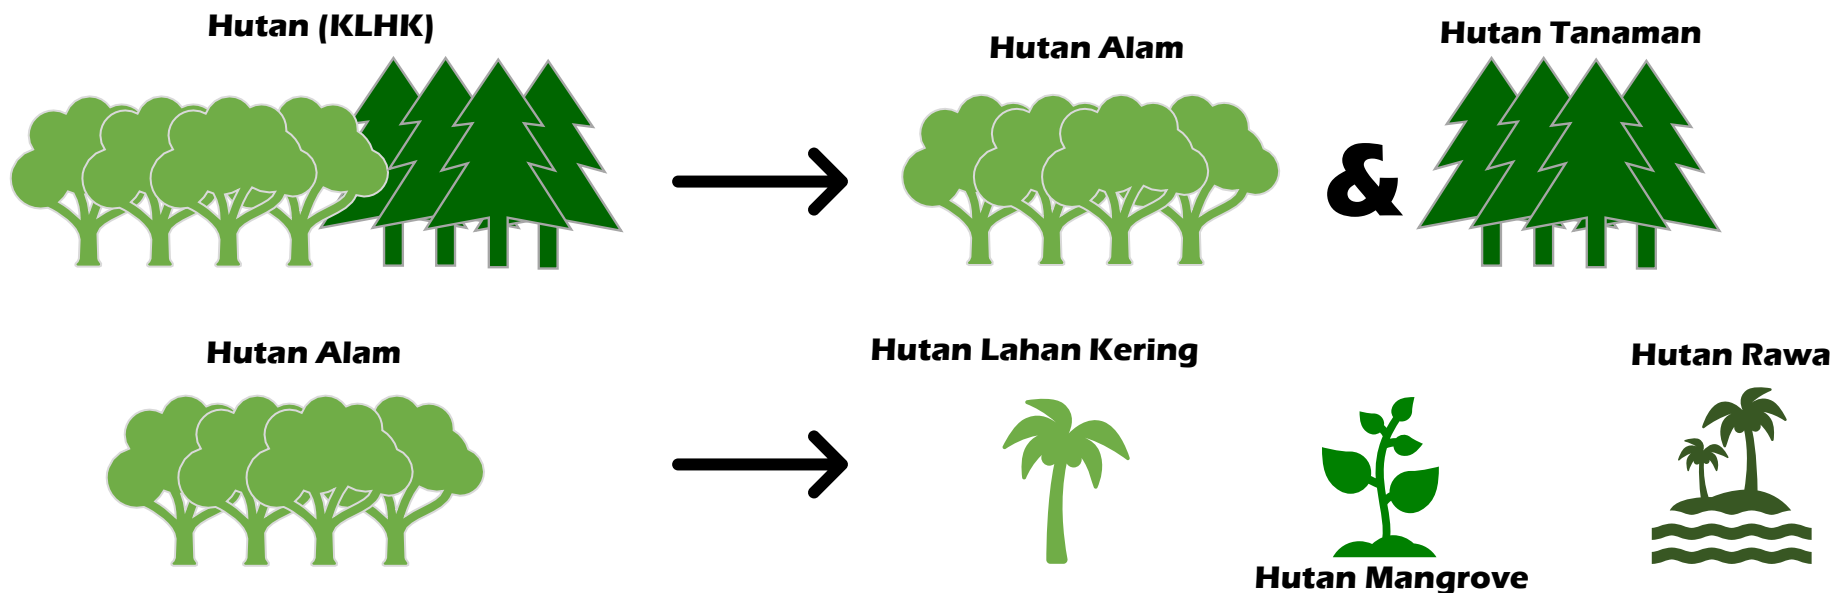 Hutan (KLHK)
Hutan Alam
&
Hutan Tanaman
Hutan Alam
Hutan Lahan Kering
Hutan Mangrove
Hutan Rawa